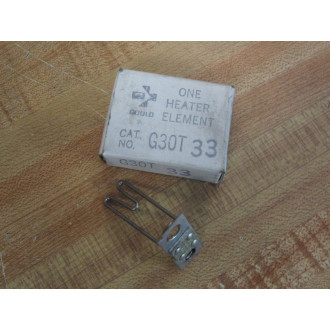 ONE
HEATER
ELEMENT
GOULD
CAT.
NO. G30T 33
G30T 33